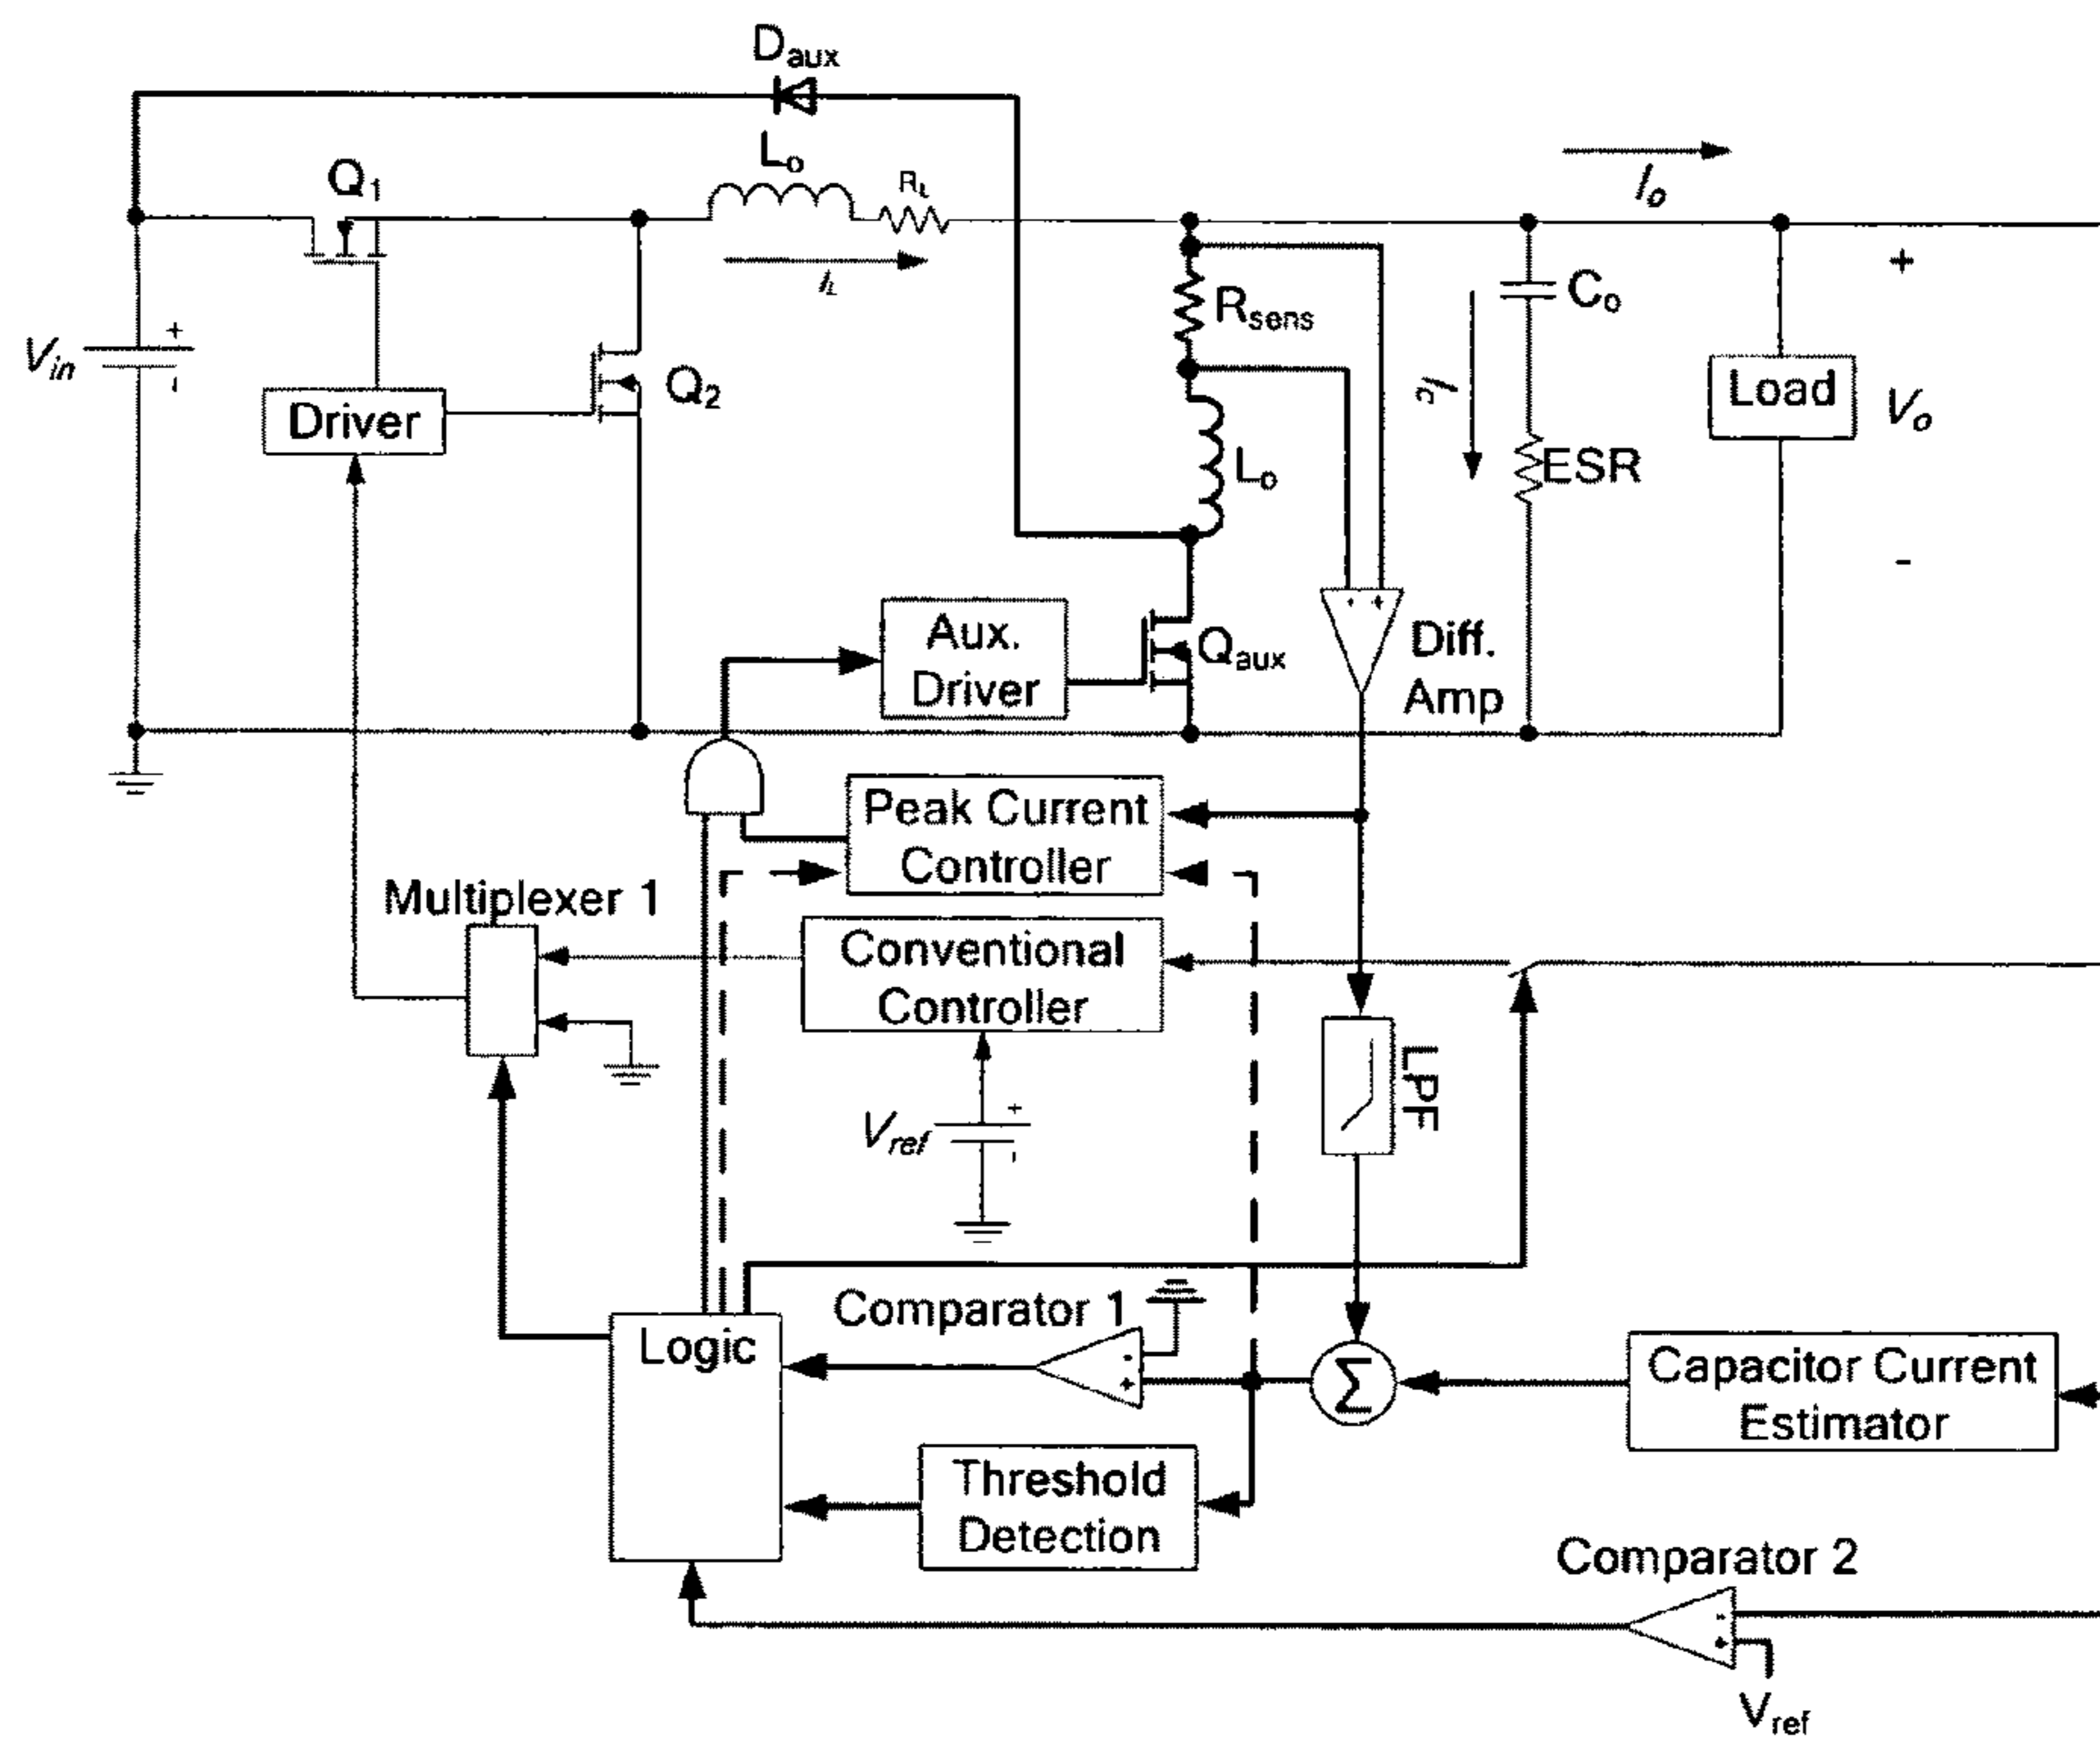 Daux
Lo
Q1
RL
Io
IL
Vin
+
-
Rsens
Co
+
Driver
Q2
Ic
Load
Vo
Lo
ESR
-
Aux.
Driver
Qaux
- +
Diff.
Amp
Peak Current
Controller
Multiplexer 1
Conventional
Controller
LPF
Vref
+
-
Comparator 1
Logic
-
+
Σ
Capacitor Current
Estimator
Threshold
Detection
Comparator 2
-
+
Vref